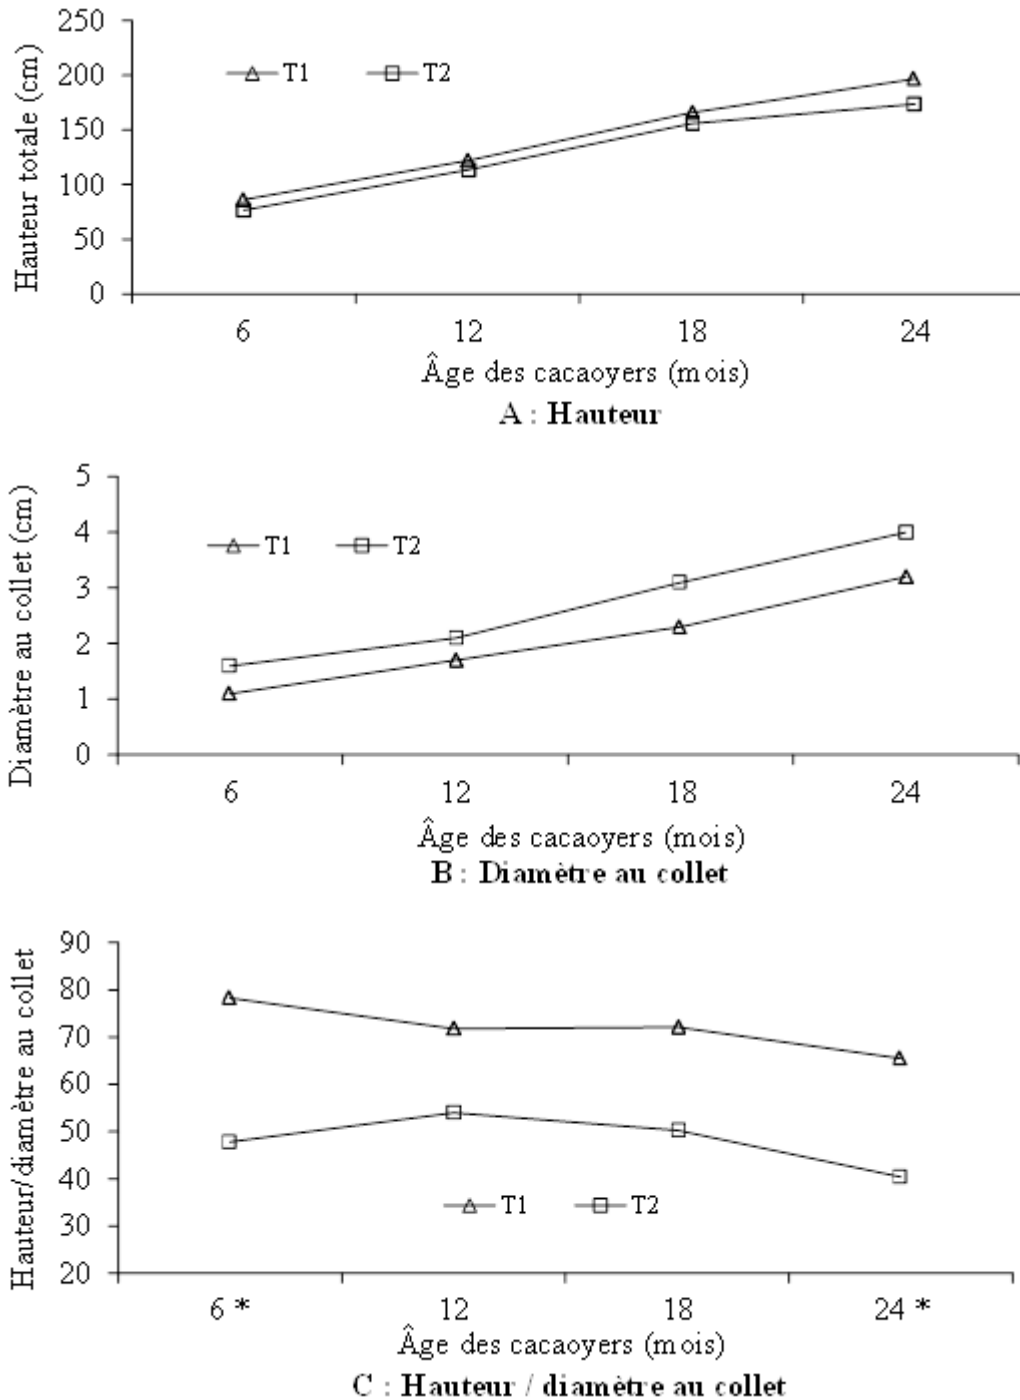 Hauteur totale (cm)
250
200
150
100
50
0
T1 T2
6 12 18 24
Âge des cacaoyers (mois)
A : Hauteur
Diamètre au collet (cm)
5
4
3
2
1
0
T1 T2
6 12 18 24
Âge des cacaoyers (mois)
B : Diamètre au collet
Hauteur/diamètre au collet
90
80
70
60
50
40
30
20
T1 T2
6 * 12 18 24 *
Âge des cacaoyers (mois)
C : Hauteur / diamètre au collet